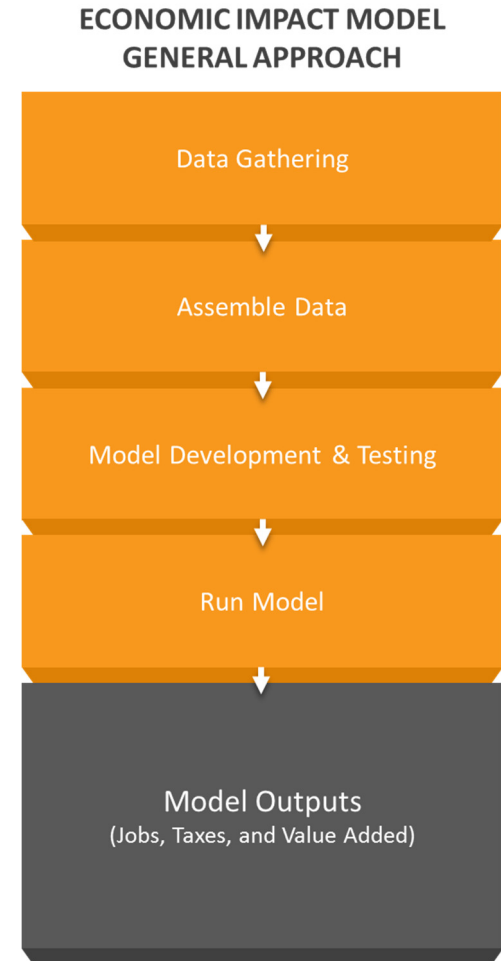 ECONOMIC IMPACT MODEL
GENERAL APPROACH
Data Gathering
Assemble Data
Model Development & Testing
Run Model
Model Outputs
(Jobs, Taxes, and Value Added)